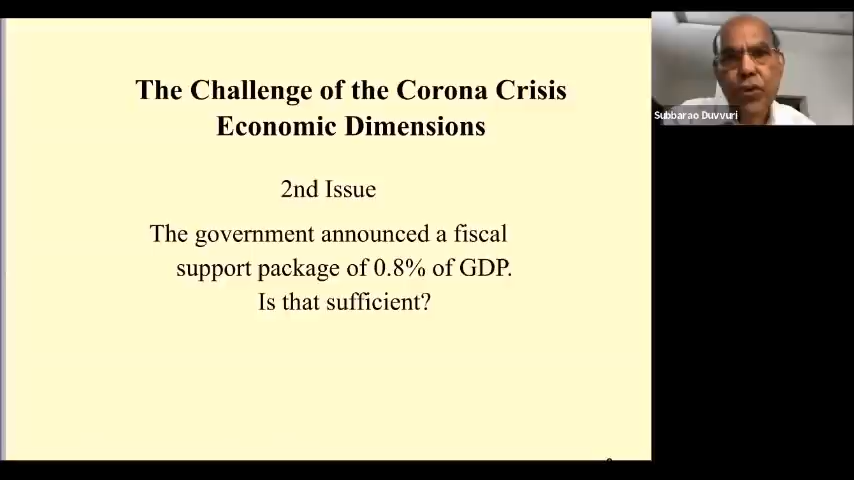 The Challenge of the Corona Crisis
Economic Dimensions
2nd Issue
The government announced a fiscal
support package of 0.8% of GDP.
Is that sufficient?
Subbarao Duvvuri